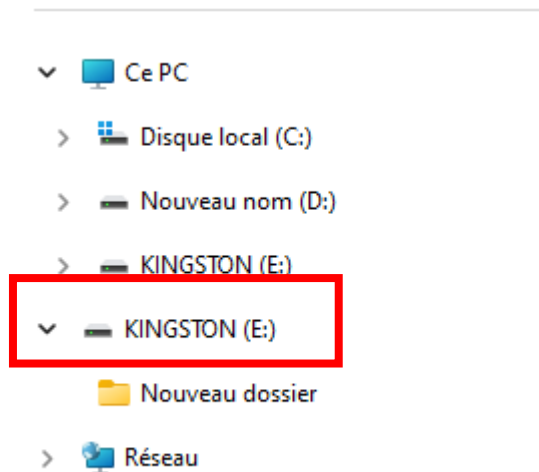 Ce PC
Disque local (C:)
Nouveau nom (D:)
KINGSTON (E:)
KINGSTON (E:)
Nouveau dossier
Réseau